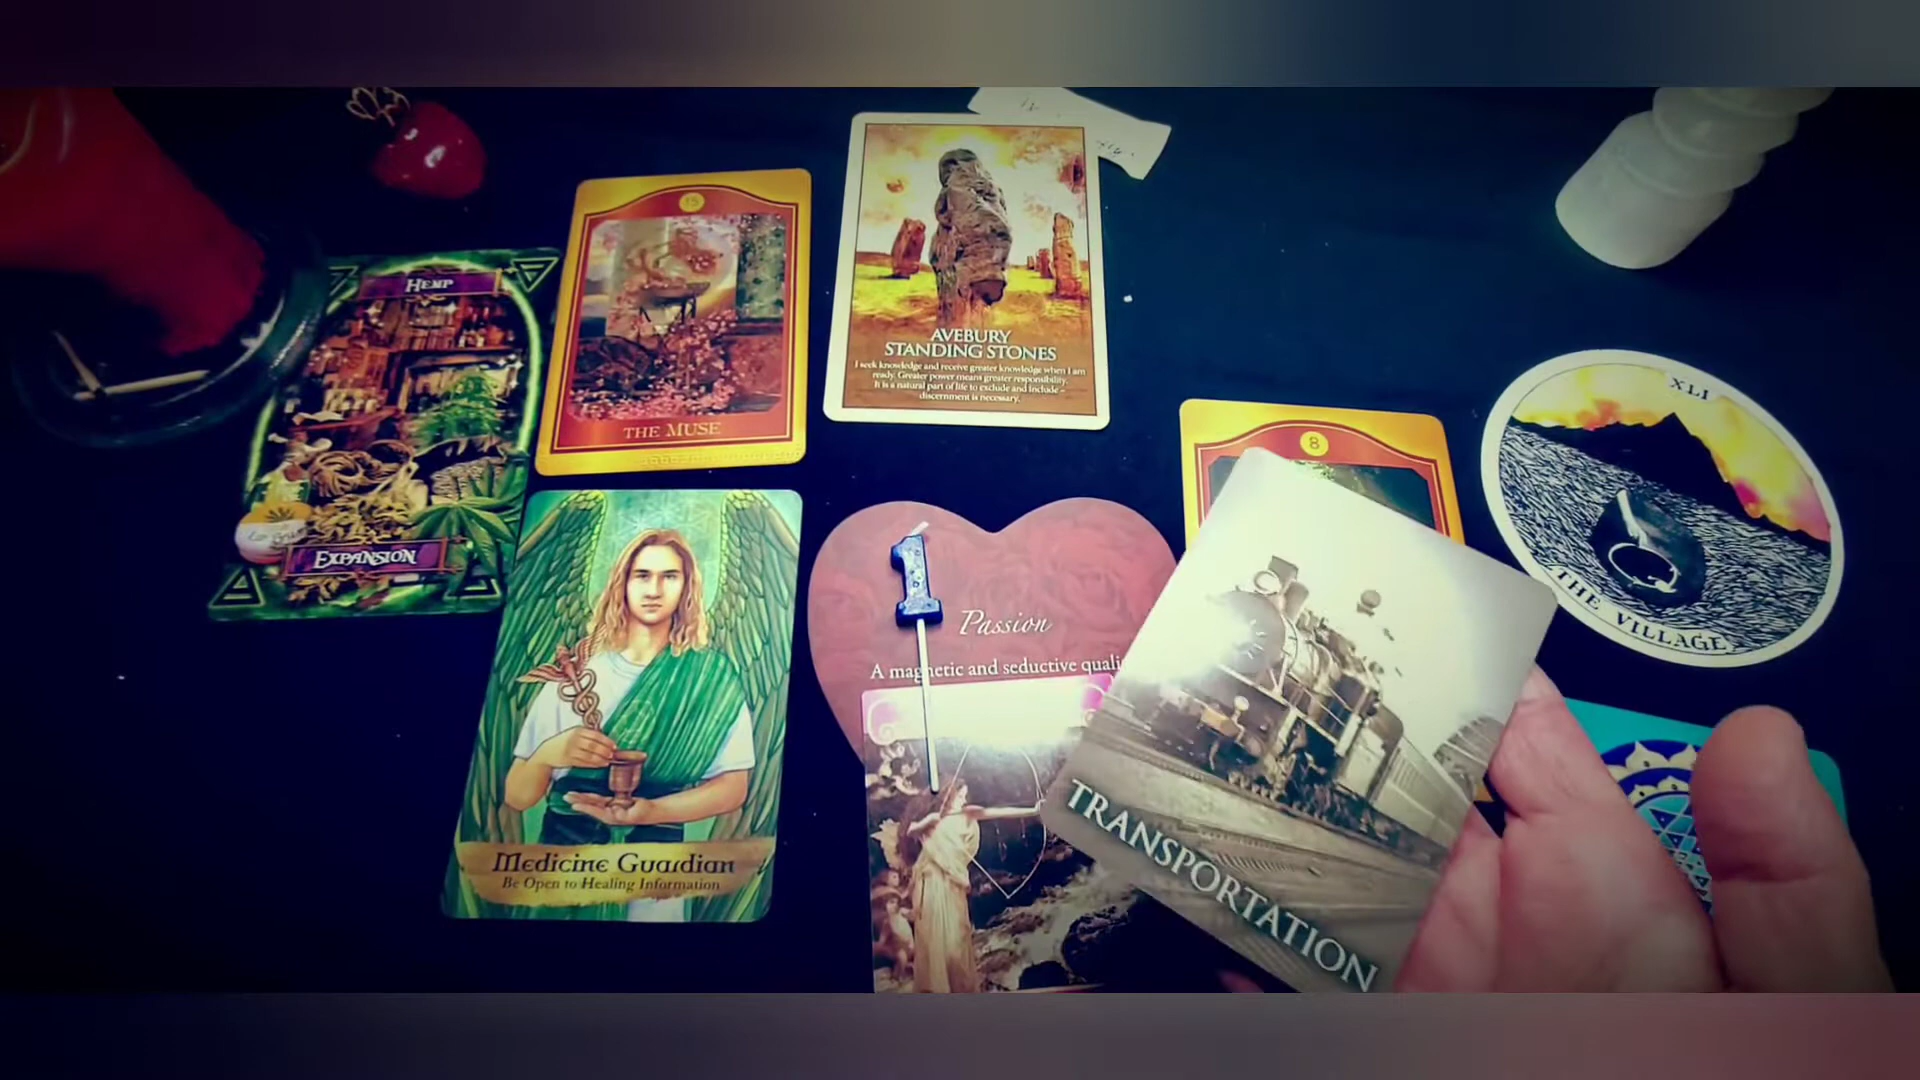 HEMP
EXPANSION
15
THE MUSE
AVEBURY
STANDING STONES
I seek knowledge and receive greater knowledge when I am
ready. Greater power means greater responsibility.
It is a natural part of life to exclude and include –
discernment is necessary.
8
XLI
THE VILLAGE
Medicine Guardian
Be Open to Healing Information
1
Passion
A magnetic and seductive quali
TRANSPORTATION